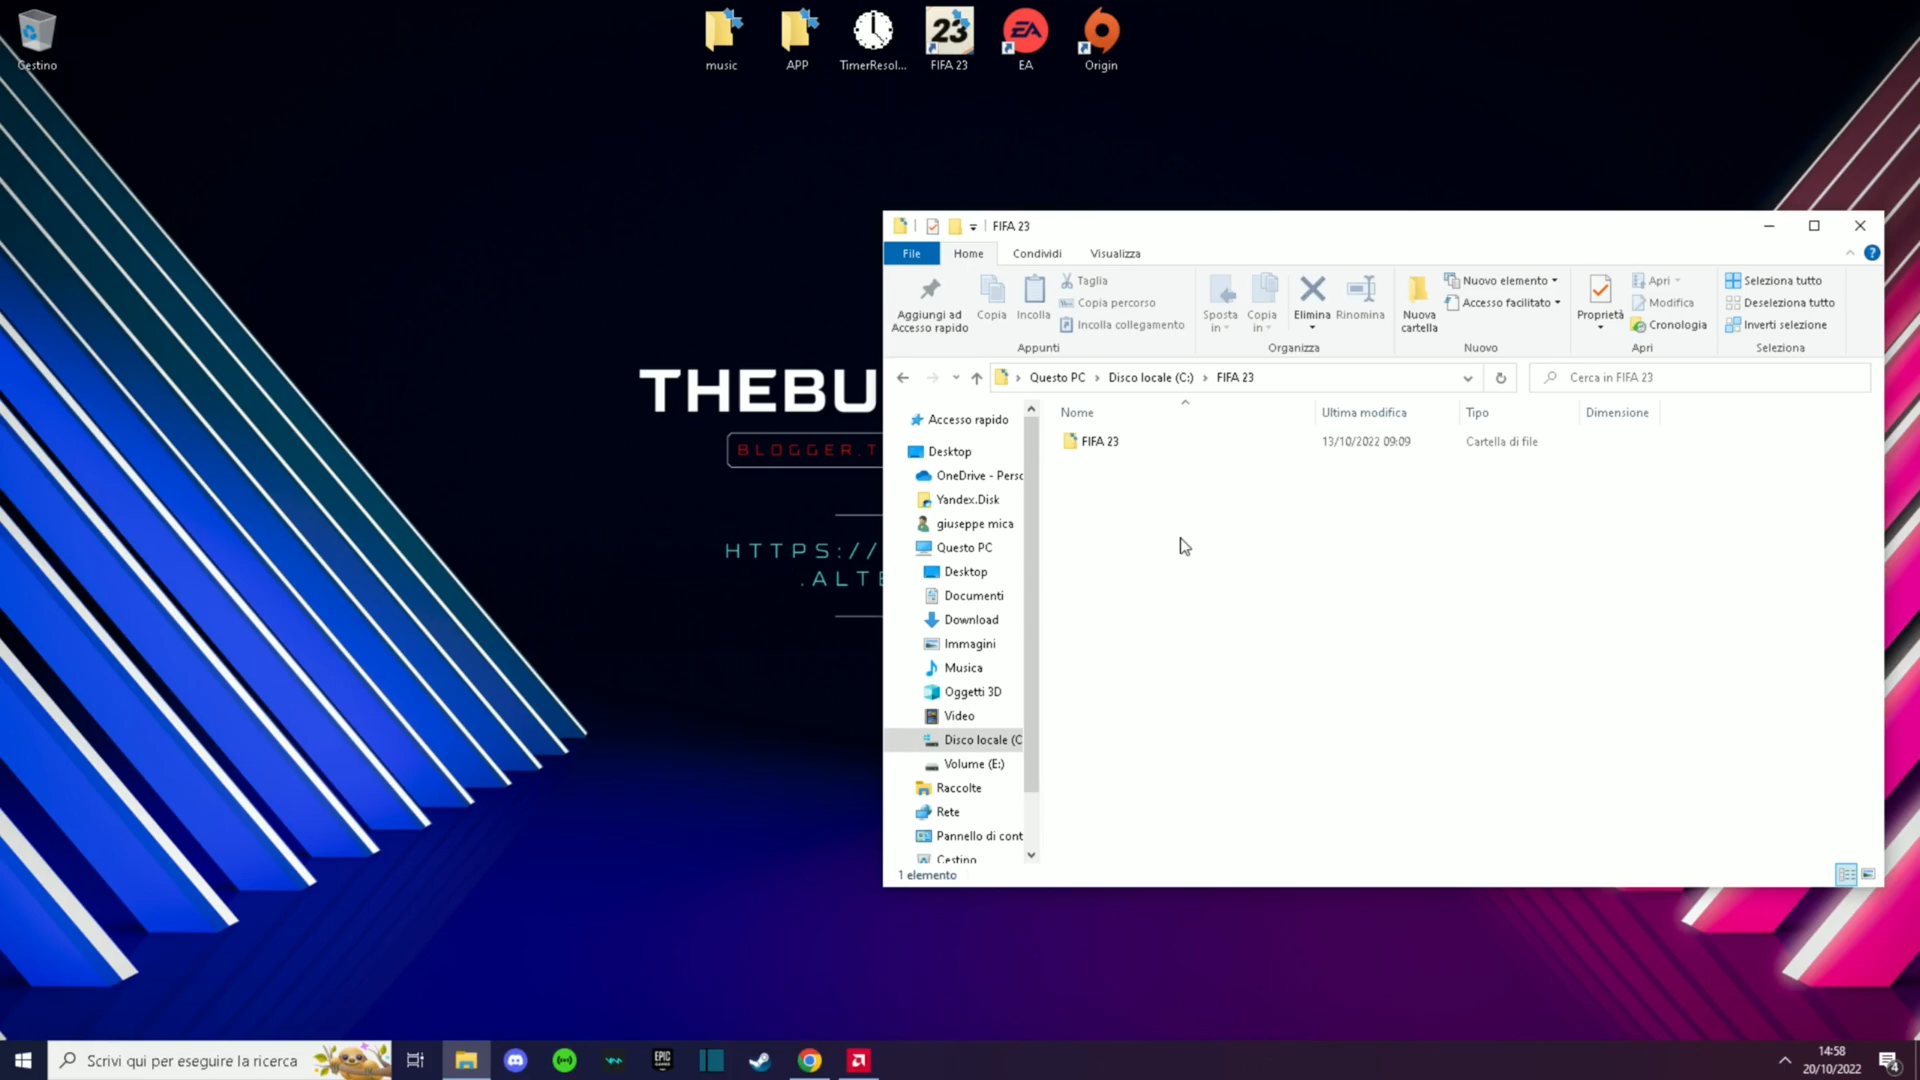 Cestino
music
APP
TimerResol...
FIFA 23
EA
Origin
23
EA
THEBU
BLOGGER.T
HTTPS://
.ALTE
FIFA 23
File
Home
Condividi
Visualizza
Aggiungi ad
Accesso rapido
Copia
Incolla
Taglia
Copia percorso
Incolla collegamento
Appunti
Sposta
in
Copia
in
Elimina
Rinomina
Organizza
Nuova
cartella
Nuovo elemento
Accesso facilitato
Nuovo
Proprietà
Apri
Modifica
Cronologia
Apri
Seleziona tutto
Deseleziona tutto
Inverti selezione
Seleziona
Questo PC
Disco locale (C:)
FIFA 23
Cerca in FIFA 23
Nome
Ultima modifica
Tipo
Dimensione
FIFA 23
13/10/2022 09:09
Cartella di file
Accesso rapido
Desktop
OneDrive - Perso
Yandex.Disk
giuseppe mica
Questo PC
Desktop
Documenti
Download
Immagini
Musica
Oggetti 3D
Video
Disco locale (C
Volume (E:)
Raccolte
Rete
Pannello di cont
Cestino
1 elemento
Scrivi qui per eseguire la ricerca
EPIC
GAMES
14:58
20/10/2022
4